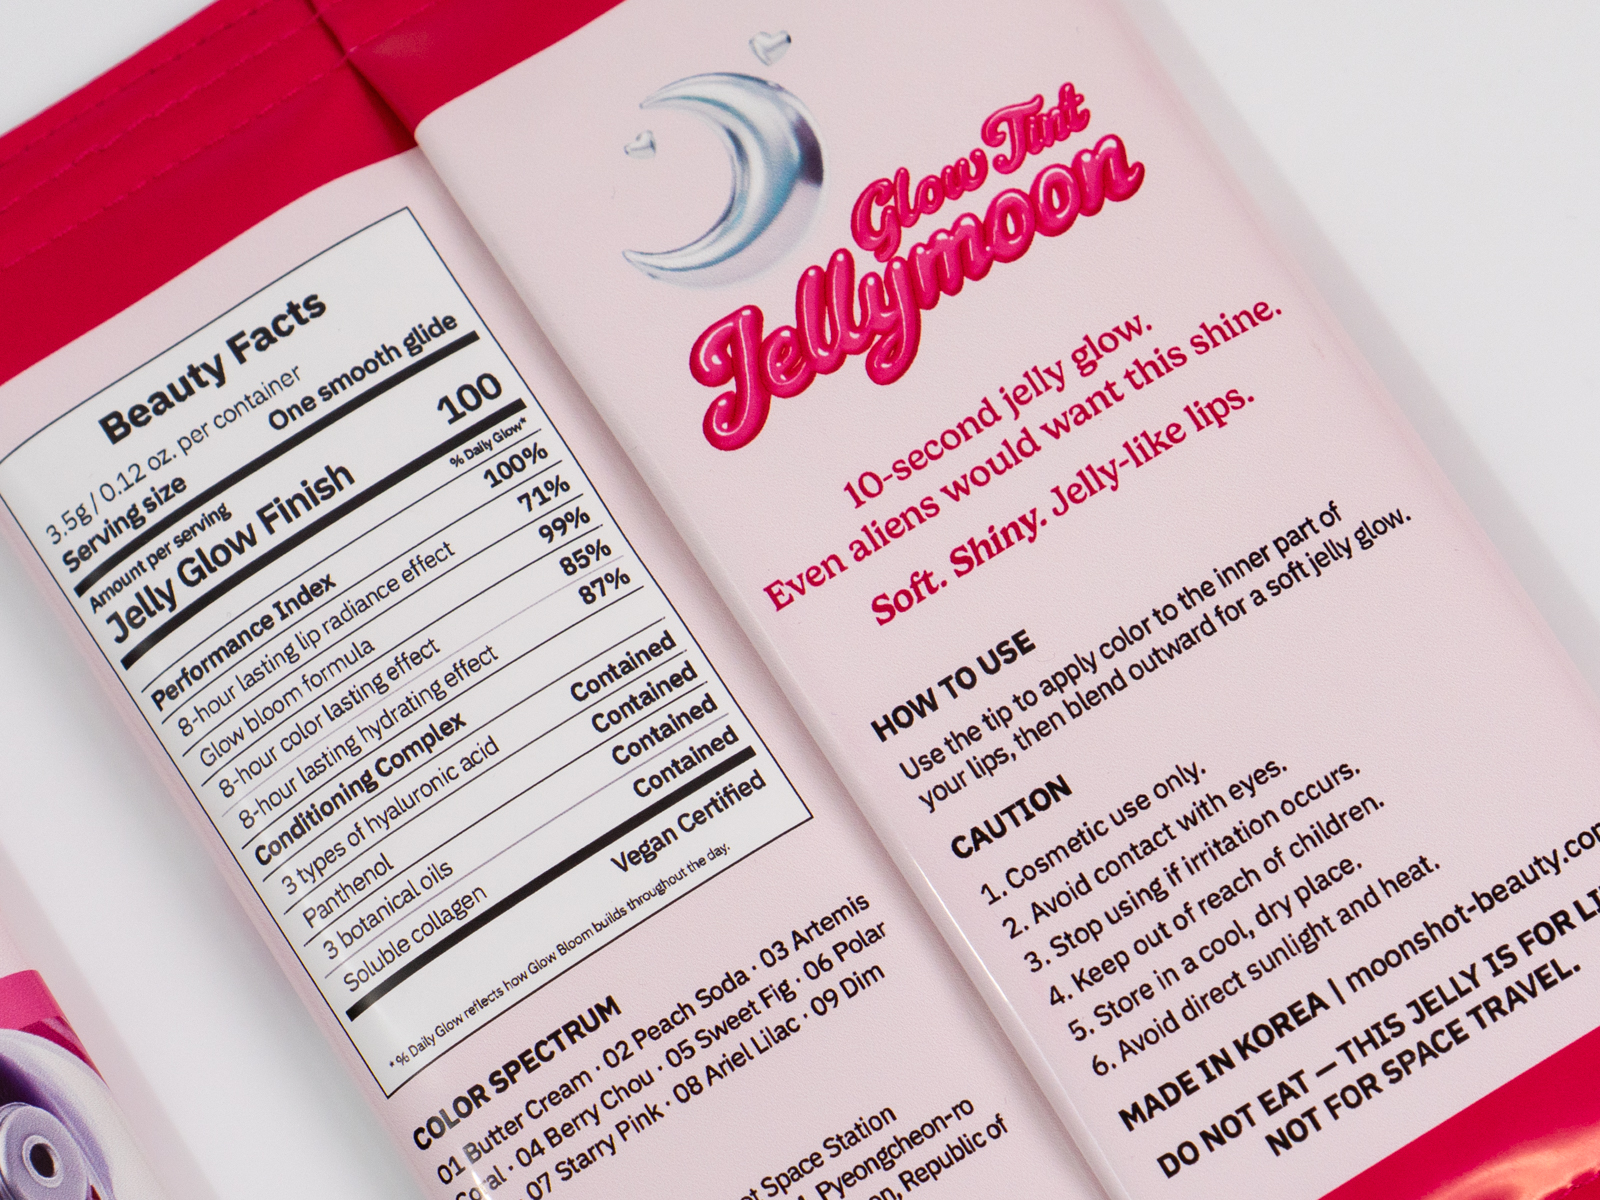 Beauty Facts
3.5g / 0.12 oz. per container
Serving size One smooth glide
Amount per serving
Jelly Glow Finish 100
% Daily Glow*
Performance Index 100%
8-hour lasting lip radiance effect 71%
Glow bloom formula 99%
8-hour color lasting effect 85%
8-hour lasting hydrating effect 87%
Conditioning Complex
3 types of hyaluronic acid Contained
Panthenol Contained
3 botanical oils Contained
Soluble collagen Contained
Vegan Certified
*% Daily Glow reflects how Glow Bloom builds throughout the day.
COLOR SPECTRUM
01 Butter Cream · 02 Peach Soda · 03 Artemis
Coral · 04 Berry Chou · 05 Sweet Fig · 06 Polar
07 Starry Pink · 08 Ariel Lilac · 09 Dim
Space Station
Pyeongcheon-ro
Republic of
Glow Tint
Jellymoon
10-second jelly glow.
Even aliens would want this shine.
Soft. Shiny. Jelly-like lips.
HOW TO USE
Use the tip to apply color to the inner part of
your lips, then blend outward for a soft jelly glow.
CAUTION
1. Cosmetic use only.
2. Avoid contact with eyes.
3. Stop using if irritation occurs.
4. Keep out of reach of children.
5. Store in a cool, dry place.
6. Avoid direct sunlight and heat.
MADE IN KOREA | moonshot-beauty.com
DO NOT EAT — THIS JELLY IS FOR
NOT FOR SPACE TRAVEL.